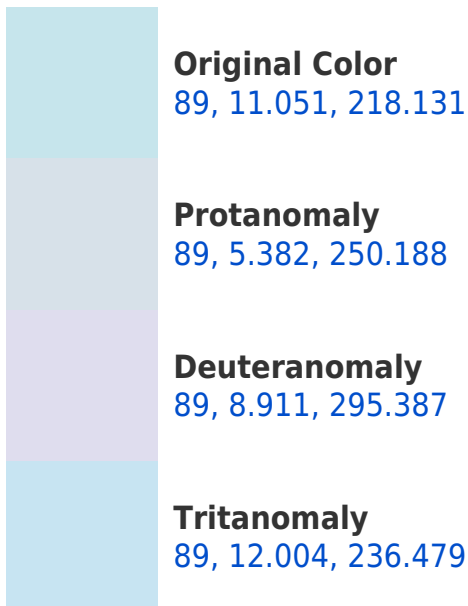 Original Color
89, 11.051, 218.131
Protanomaly
89, 5.382, 250.188
Deuteranomaly
89, 8.911, 295.387
Tritanomaly
89, 12.004, 236.479